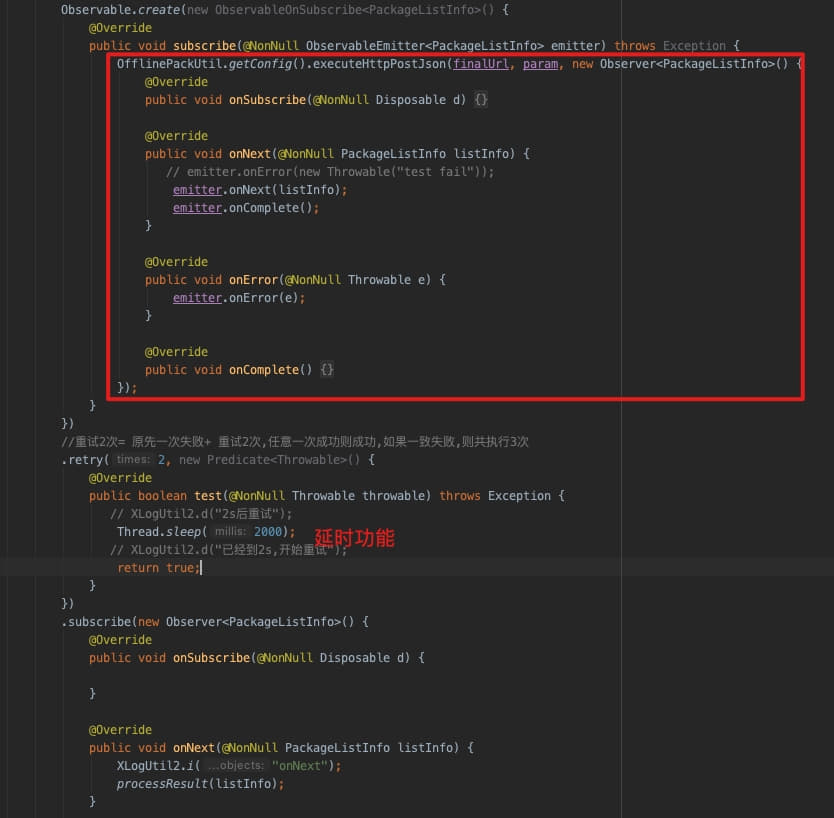 Observable.create(new ObservableOnSubscribe<PackageListInfo>() {
@Override
public void subscribe(@NonNull ObservableEmitter<PackageListInfo> emitter) throws Exception {
OfflinePackUtil.getConfig().executeHttpPostJson(finalUrl, param, new Observer<PackageListInfo>() {
@Override
public void onSubscribe(@NonNull Disposable d) {}
@Override
public void onNext(@NonNull PackageListInfo listInfo) {
// emitter.onError(new Throwable("test fail"));
emitter.onNext(listInfo);
emitter.onComplete();
}
@Override
public void onError(@NonNull Throwable e) {
emitter.onError(e);
}
@Override
public void onComplete() {}
});
}
})
//重试2次= 原先一次失败+ 重试2次,任意一次成功则成功,如果一致失败,则共执行3次
.retry( times: 2, new Predicate<Throwable>() {
@Override
public boolean test(@NonNull Throwable throwable) throws Exception {
// XLogUtil2.d("2s后重试");
Thread.sleep( millis: 2000); 延时功能
// XLogUtil2.d("已经到2s,开始重试");
return true;
}
})
.subscribe(new Observer<PackageListInfo>() {
@Override
public void onSubscribe(@NonNull Disposable d) {
}
@Override
public void onNext(@NonNull PackageListInfo listInfo) {
XLogUtil2.i( ...objects: "onNext");
processResult(listInfo);
}